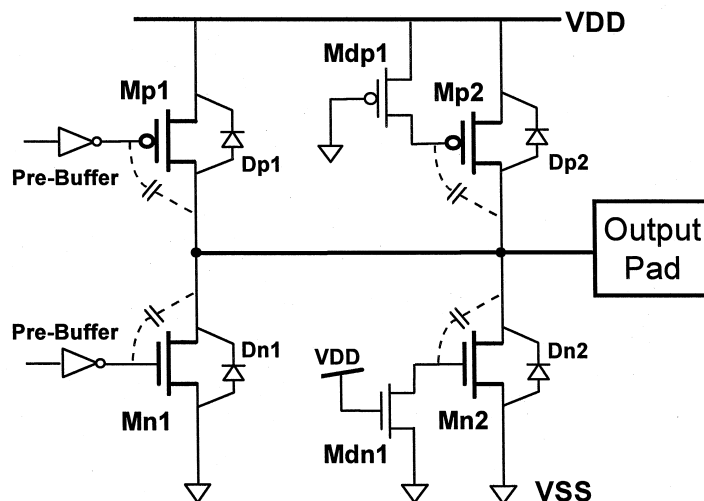 VDD
Mdp1
Mp1
Mp2
Pre-Buffer
Dp1
Dp2
Output
Pad
Pre-Buffer
Dn1
VDD
Dn2
Mn1
Mdn1
Mn2
VSS